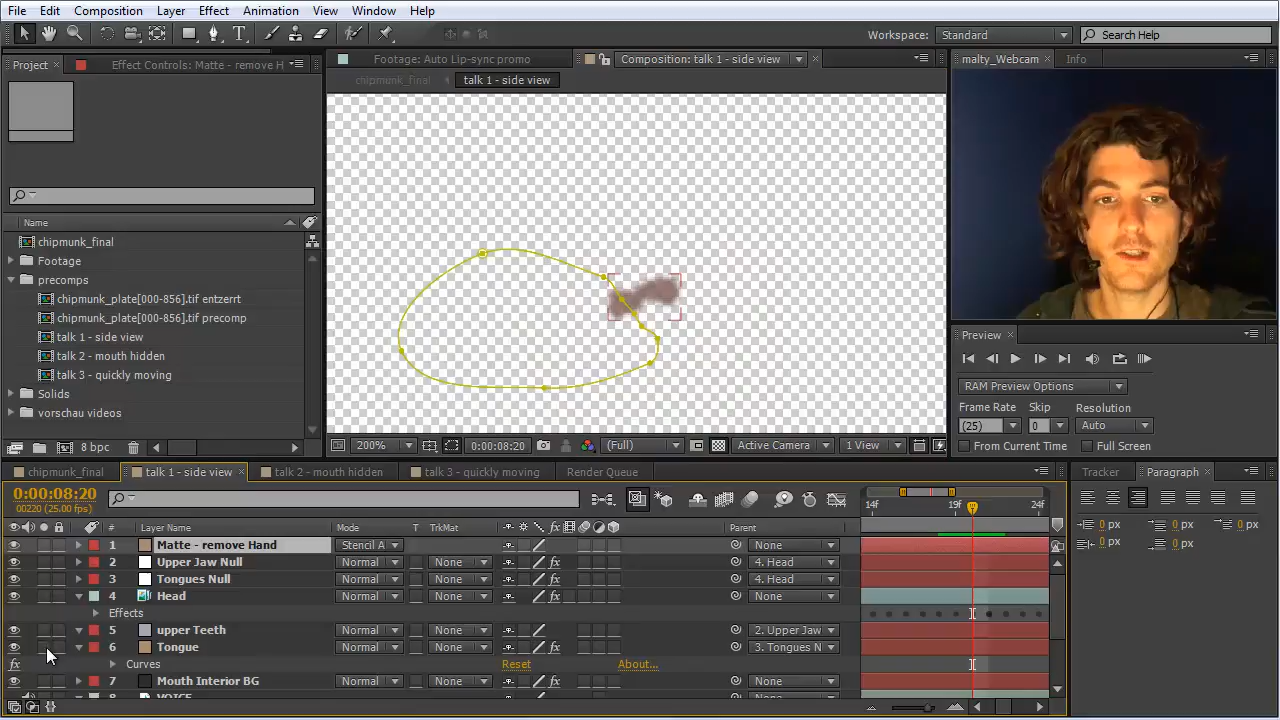 File Edit Composition Layer Effect Animation View Window Help
Workspace: Standard Search Help
Project Effect Controls: Matte - remove H
Footage: Auto Lip-sync promo
Composition: talk 1 - side view
malty_Webcam Info
chipmunk_final talk 1 - side view
Name
chipmunk_final
Footage
precomps
chipmunk_plate[000-856].tif entzerrt
chipmunk_plate[000-856].tif precomp
talk 1 - side view
talk 2 - mouth hidden
talk 3 - quickly moving
Solids
vorschau videos
8 bpc
200% 0:00:08:20 (Full) Active Camera 1 View
Preview
RAM Preview Options
Frame Rate Skip Resolution
(25) 0 Auto
From Current Time Full Screen
chipmunk_final talk 1 - side view talk 2 - mouth hidden talk 3 - quickly moving Render Queue
Tracker Paragraph
0:00:08:20
00220 (25.00 fps)
0 px 0 px 0 px
0 px 0 px
14f 19f 24f
# Layer Name Mode T TrkMat Parent
1 Matte - remove Hand Stencil A None
2 Upper Jaw Null Normal None 4. Head
3 Tongues Null Normal None 4. Head
4 Head Normal None None
Effects
5 upper Teeth Normal None 2. Upper Jaw
6 Tongue Normal None 3. Tongues N
Curves Reset About...
7 Mouth Interior BG Normal None None
8 VOICE